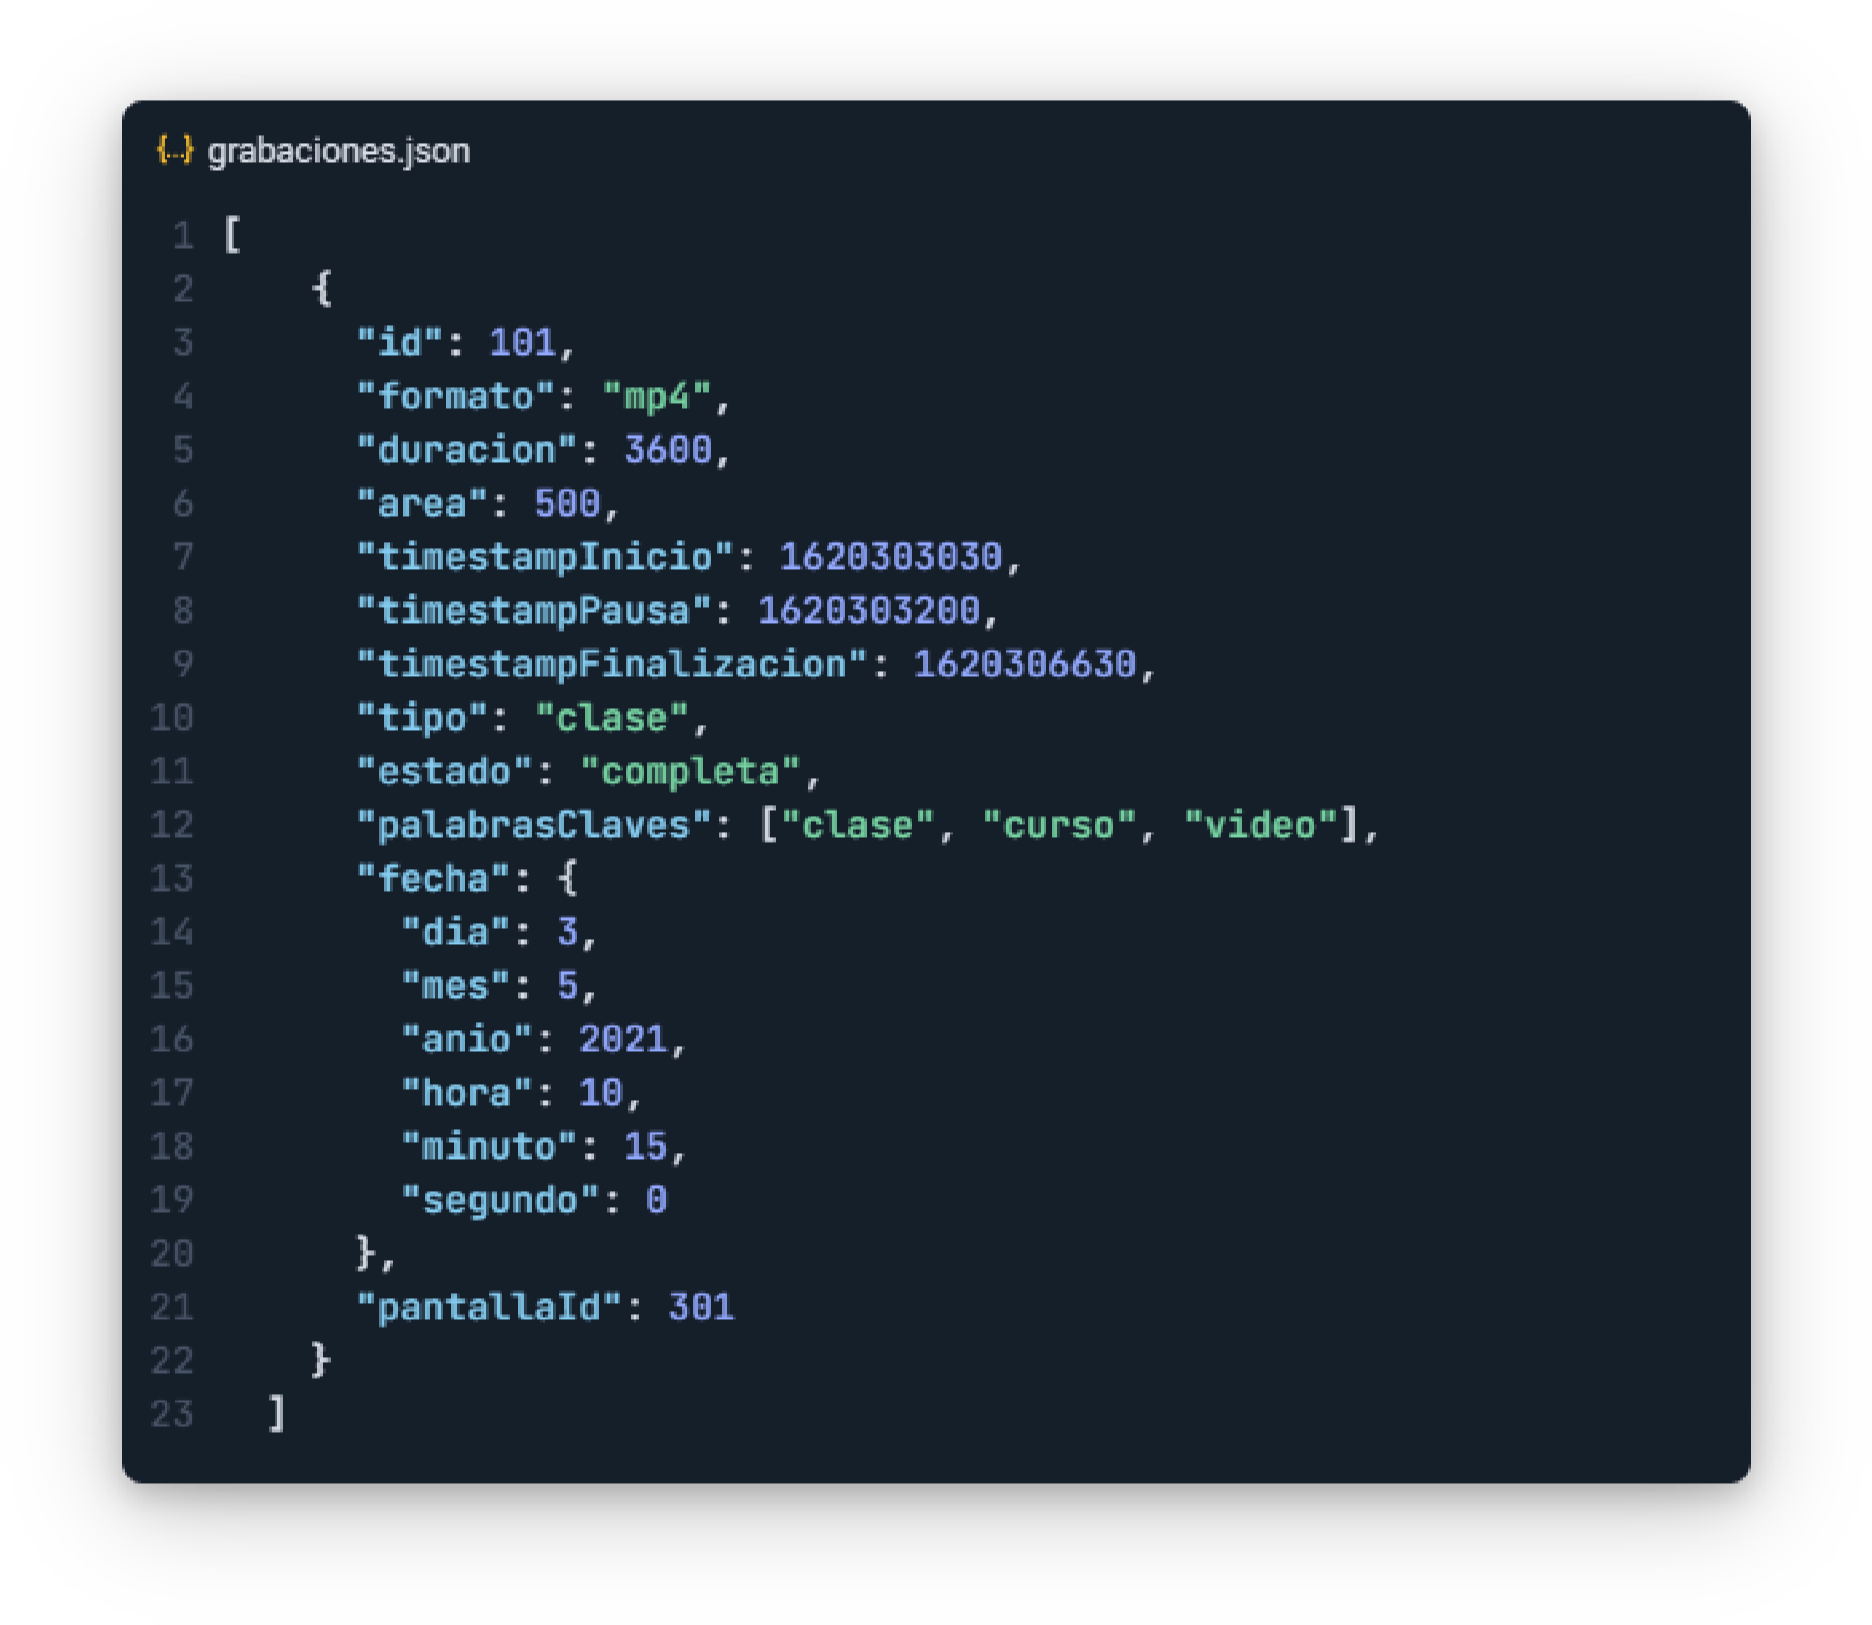 {...} grabaciones.json
1 [
2     {
3       "id": 101,
4       "formato": "mp4",
5       "duracion": 3600,
6       "area": 500,
7       "timestampInicio": 1620303030,
8       "timestampPausa": 1620303200,
9       "timestampFinalizacion": 1620306630,
10       "tipo": "clase",
11       "estado": "completa",
12       "palabrasClaves": ["clase", "curso", "video"],
13       "fecha": {
14         "dia": 3,
15         "mes": 5,
16         "anio": 2021,
17         "hora": 10,
18         "minuto": 15,
19         "segundo": 0
20       },
21       "pantallaId": 301
22     }
23   ]